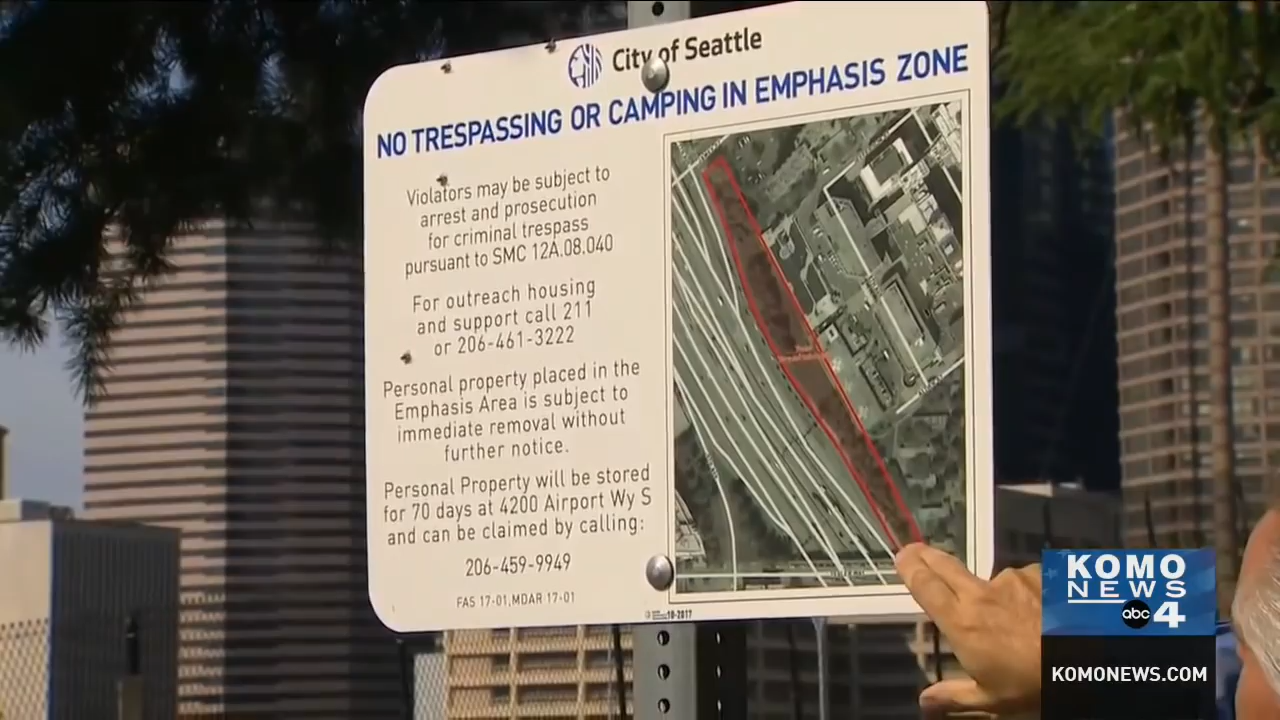 City of Seattle
NO TRESPASSING OR CAMPING IN EMPHASIS ZONE
Violators may be subject to
arrest and prosecution
for criminal trespass
pursuant to SMC 12A.08.040
For outreach housing
and support call 211
or 206-461-3222
Personal property placed in the
Emphasis Area is subject to
immediate removal without
further notice.
Personal Property will be stored
for 70 days at 4200 Airport Wy S
and can be claimed by calling:
206-459-9949
FAS 17-01, MDAR 17-01
10-2017
KOMO
NEWS
abc 4
KOMONEWS.COM